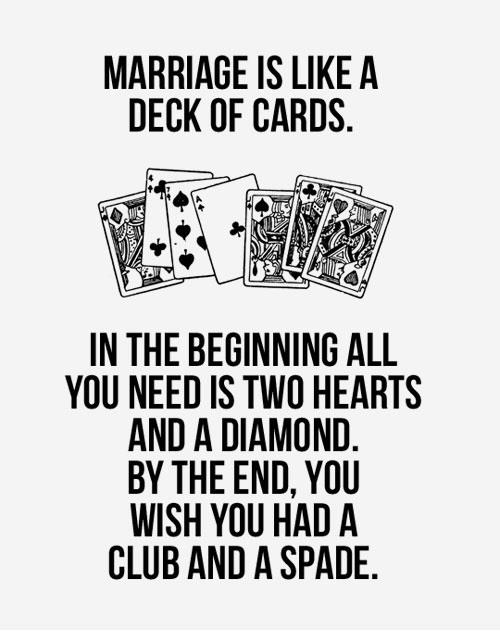 MARRIAGE IS LIKE A
DECK OF CARDS.
IN THE BEGINNING ALL
YOU NEED IS TWO HEARTS
AND A DIAMOND.
BY THE END, YOU
WISH YOU HAD A
CLUB AND A SPADE.